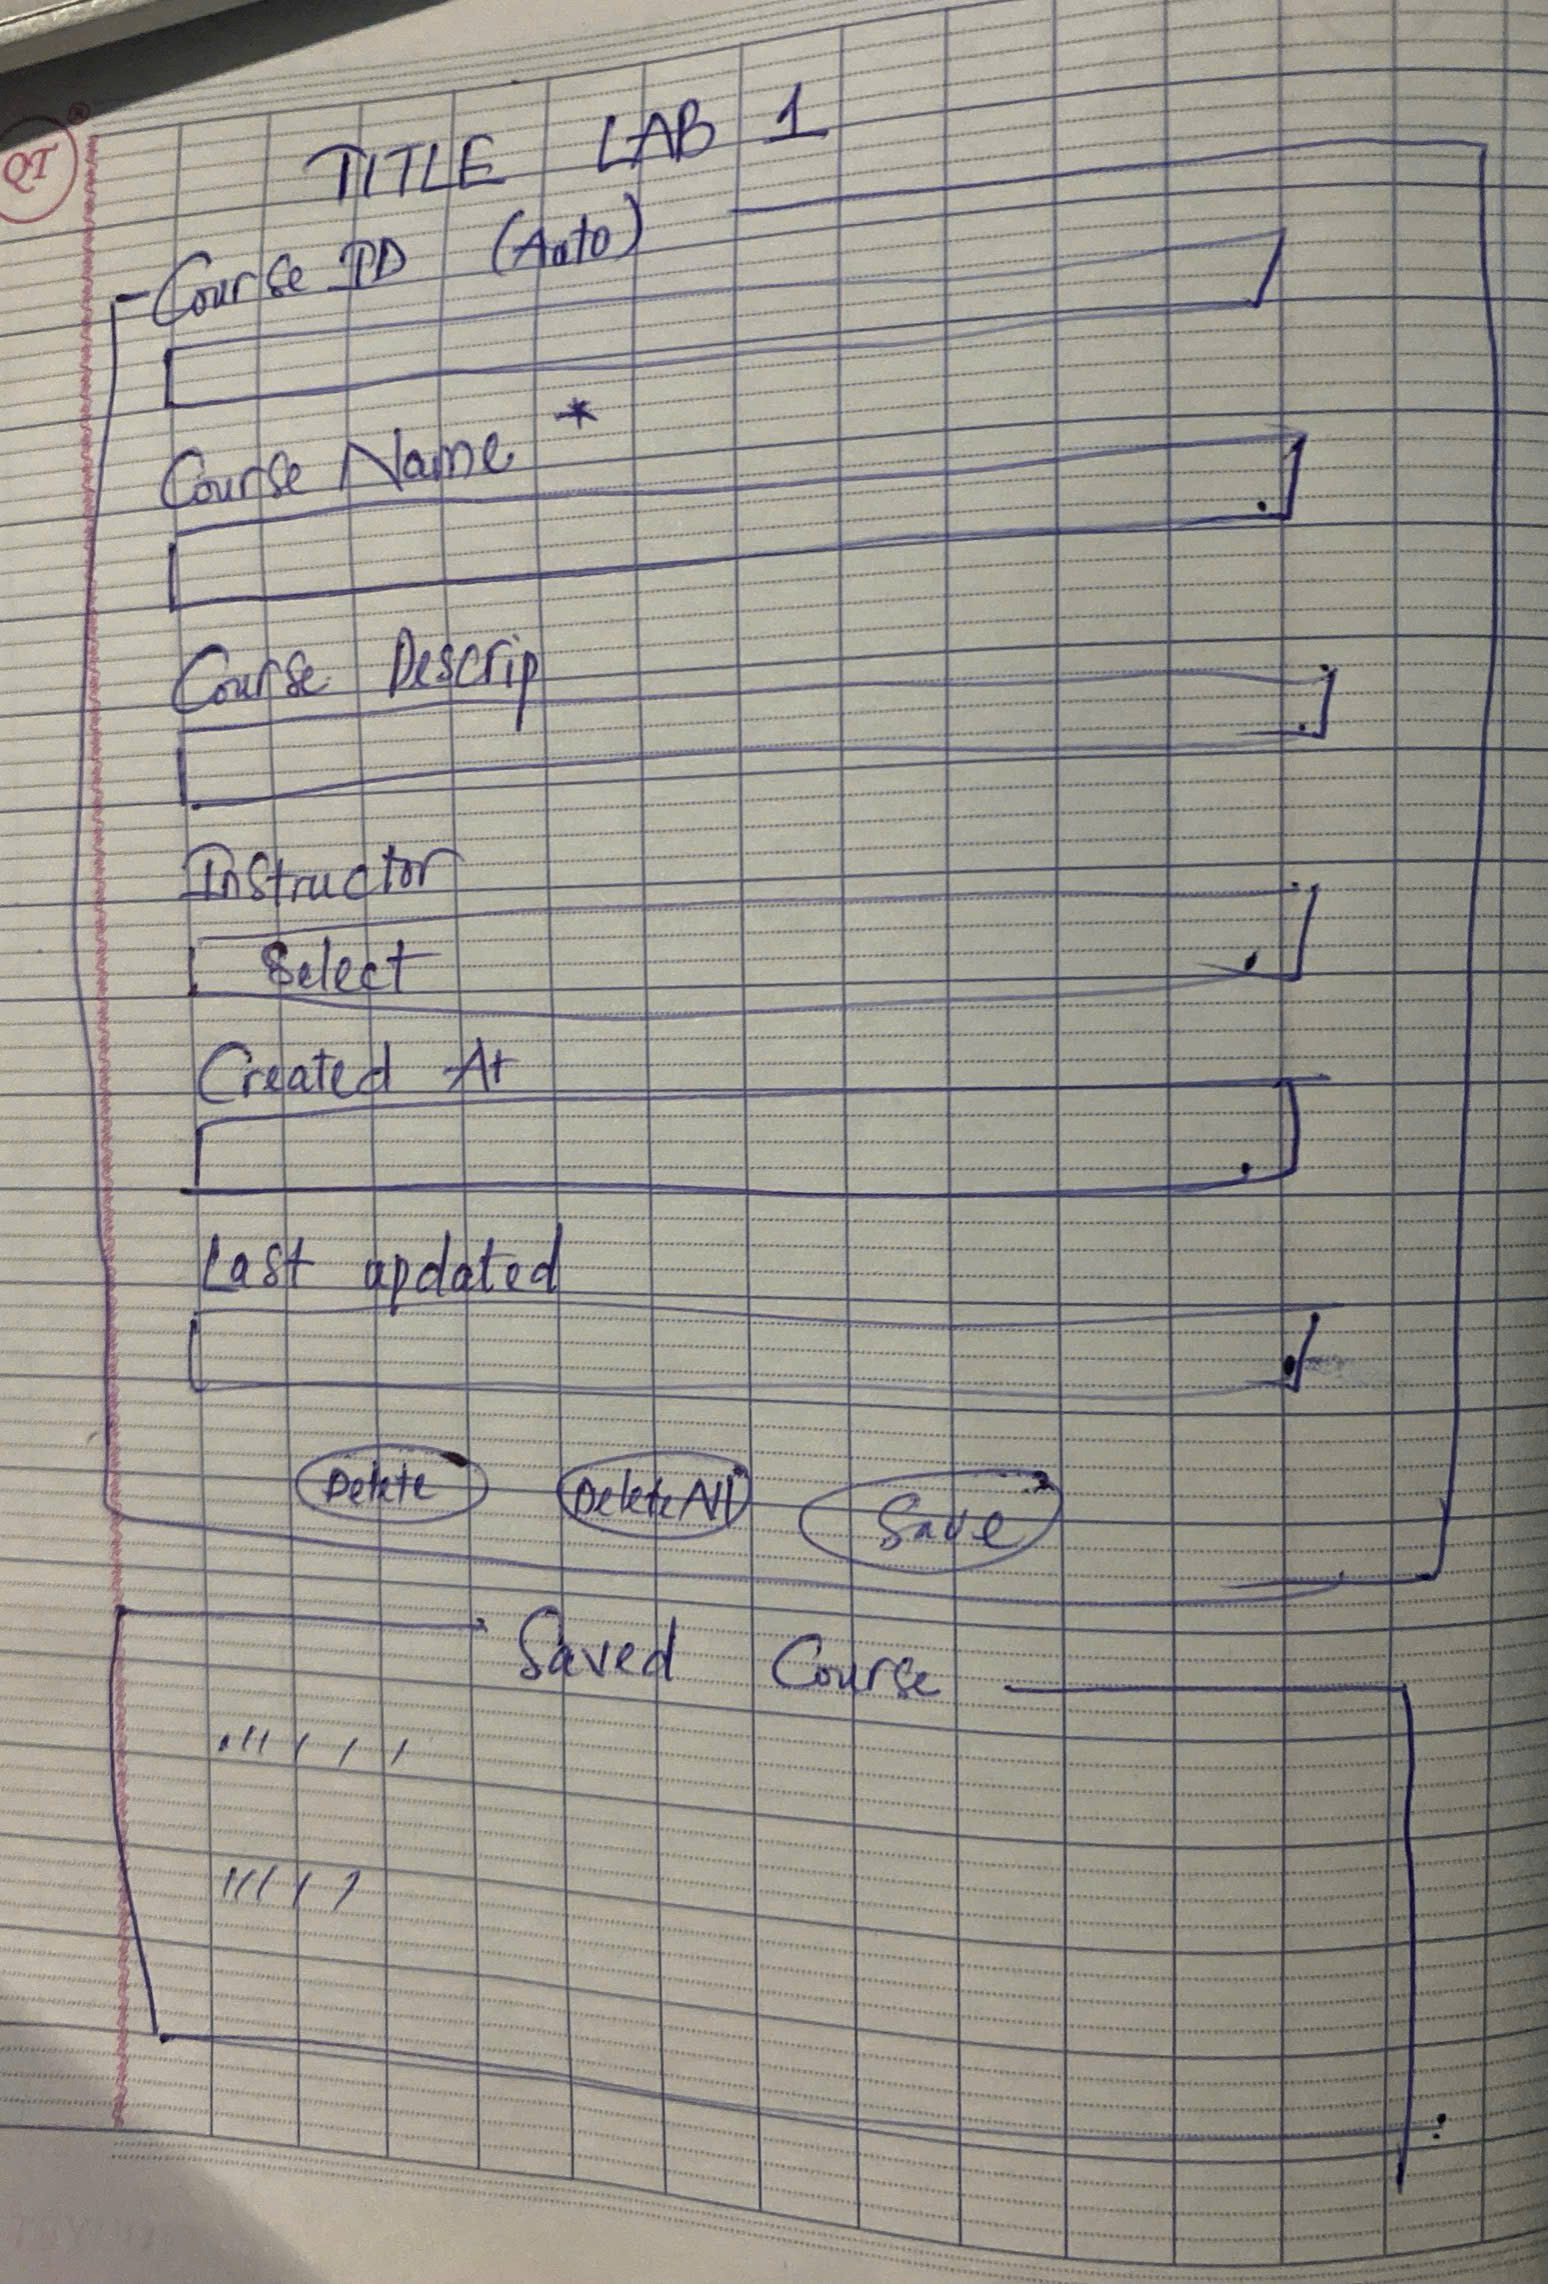 QT
TITLE LAB 1
Course ID (Auto)
Course Name *
Course Descrip
Instructor
Select
Created At
Last updated
Delete Delete All Save
Saved Course